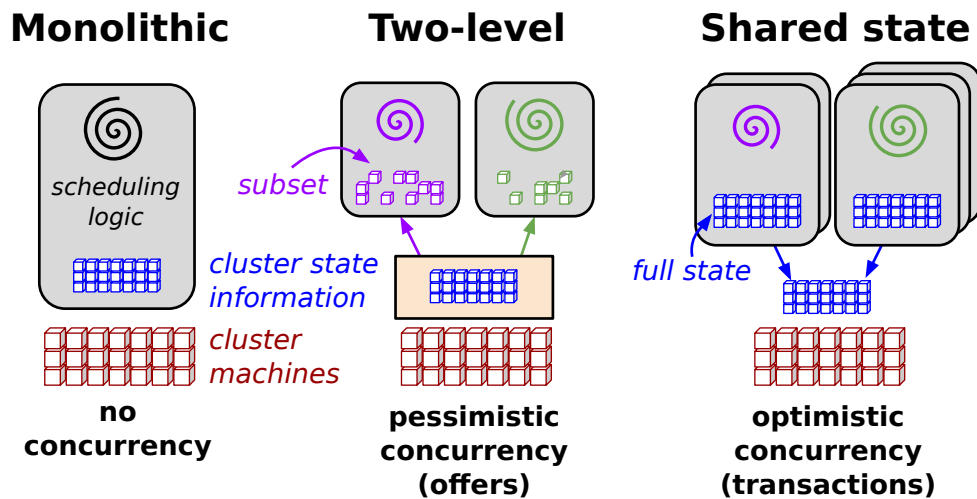 Monolithic
Two-level
Shared state
scheduling
logic
subset
cluster state
information
full state
cluster
machines
no
concurrency
pessimistic
concurrency
(offers)
optimistic
concurrency
(transactions)